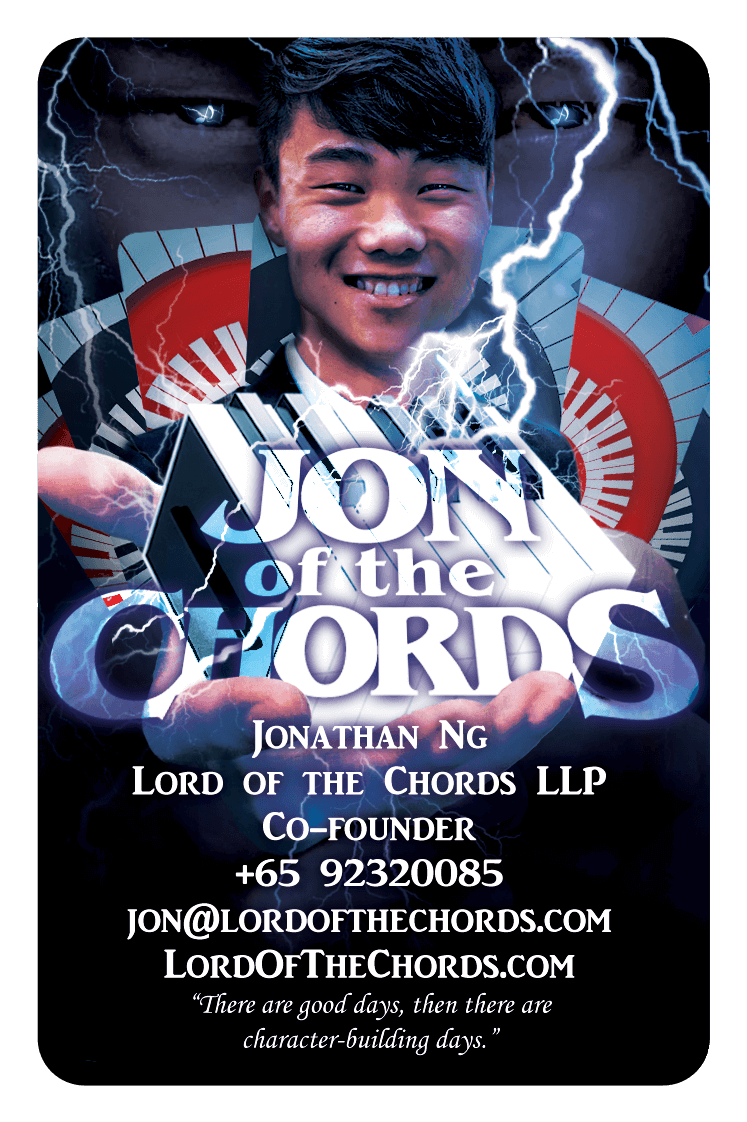 JON
of the
CHORDS
Jonathan Ng
Lord of the Chords LLP
Co-founder
+65 92320085
jon@lordofthechords.com
LordOfTheChords.com
“There are good days, then there are
character-building days.”